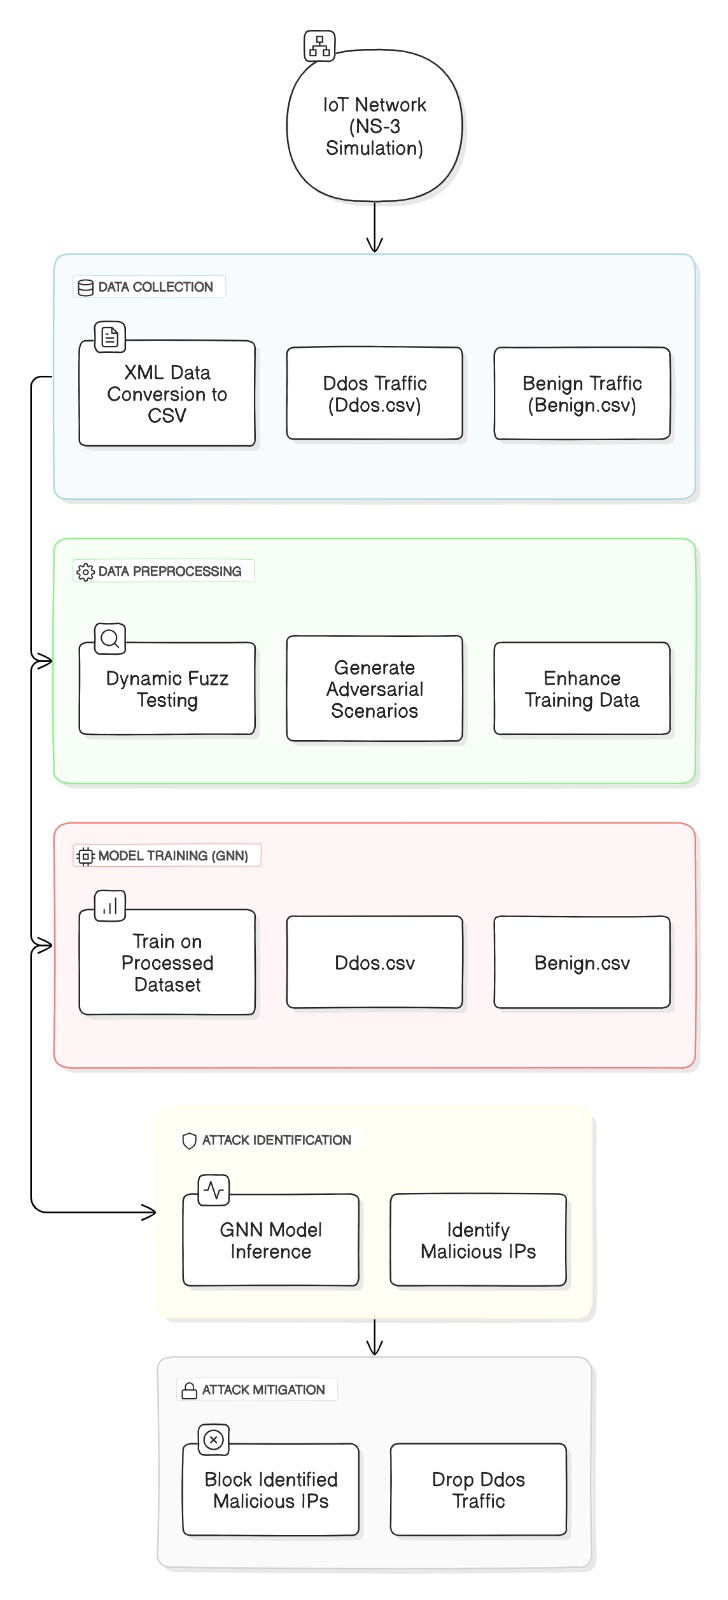 IoT Network
(NS-3
Simulation)
DATA COLLECTION
XML Data
Conversion to
CSV
Ddos Traffic
(Ddos.csv)
Benign Traffic
(Benign.csv)
DATA PREPROCESSING
Dynamic Fuzz
Testing
Generate
Adversarial
Scenarios
Enhance
Training Data
MODEL TRAINING (GNN)
Train on
Processed
Dataset
Ddos.csv
Benign.csv
ATTACK IDENTIFICATION
GNN Model
Inference
Identify
Malicious IPs
ATTACK MITIGATION
Block Identified
Malicious IPs
Drop Ddos
Traffic